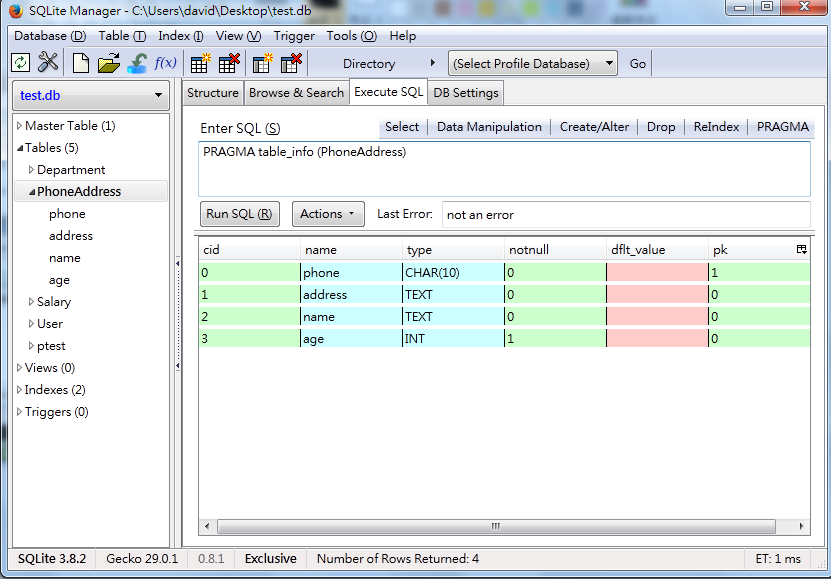 SQLite Manager - C:\Users\david\Desktop\test.db
Database (D) Table (T) Index (I) View (V) Trigger Tools (O) Help
f(x) Directory (Select Profile Database) Go
test.db
Structure Browse & Search Execute SQL DB Settings
Master Table (1)
Tables (5)
Department
PhoneAddress
phone
address
name
age
Salary
User
ptest
Views (0)
Indexes (2)
Triggers (0)
Enter SQL (S) Select Data Manipulation Create/Alter Drop ReIndex PRAGMA
PRAGMA table_info (PhoneAddress)
Run SQL (R) Actions Last Error: not an error
cid name type notnull dflt_value pk
0 phone CHAR(10) 0 1
1 address TEXT 0 0
2 name TEXT 0 0
3 age INT 1 0
SQLite 3.8.2 Gecko 29.0.1 0.8.1 Exclusive Number of Rows Returned: 4 ET: 1 ms